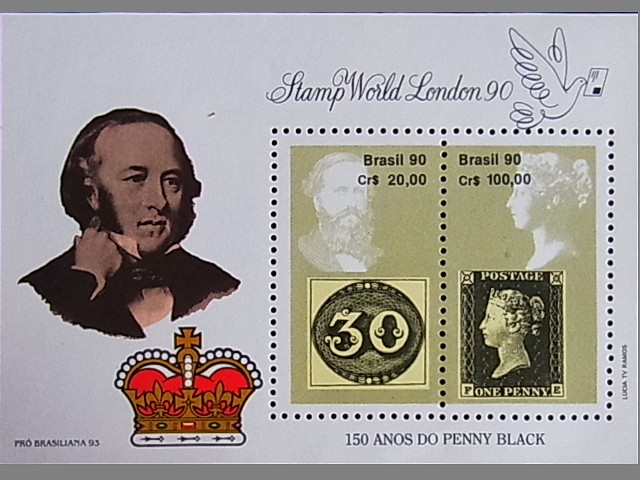 Stamp World London 90
Brasil 90
Cr$ 20,00
Brasil 90
Cr$ 100,00
30
POSTAGE
F E
ONE PENNY
LUCIA TY RAMOS
PRÓ BRASILIANA 93
150 ANOS DO PENNY BLACK